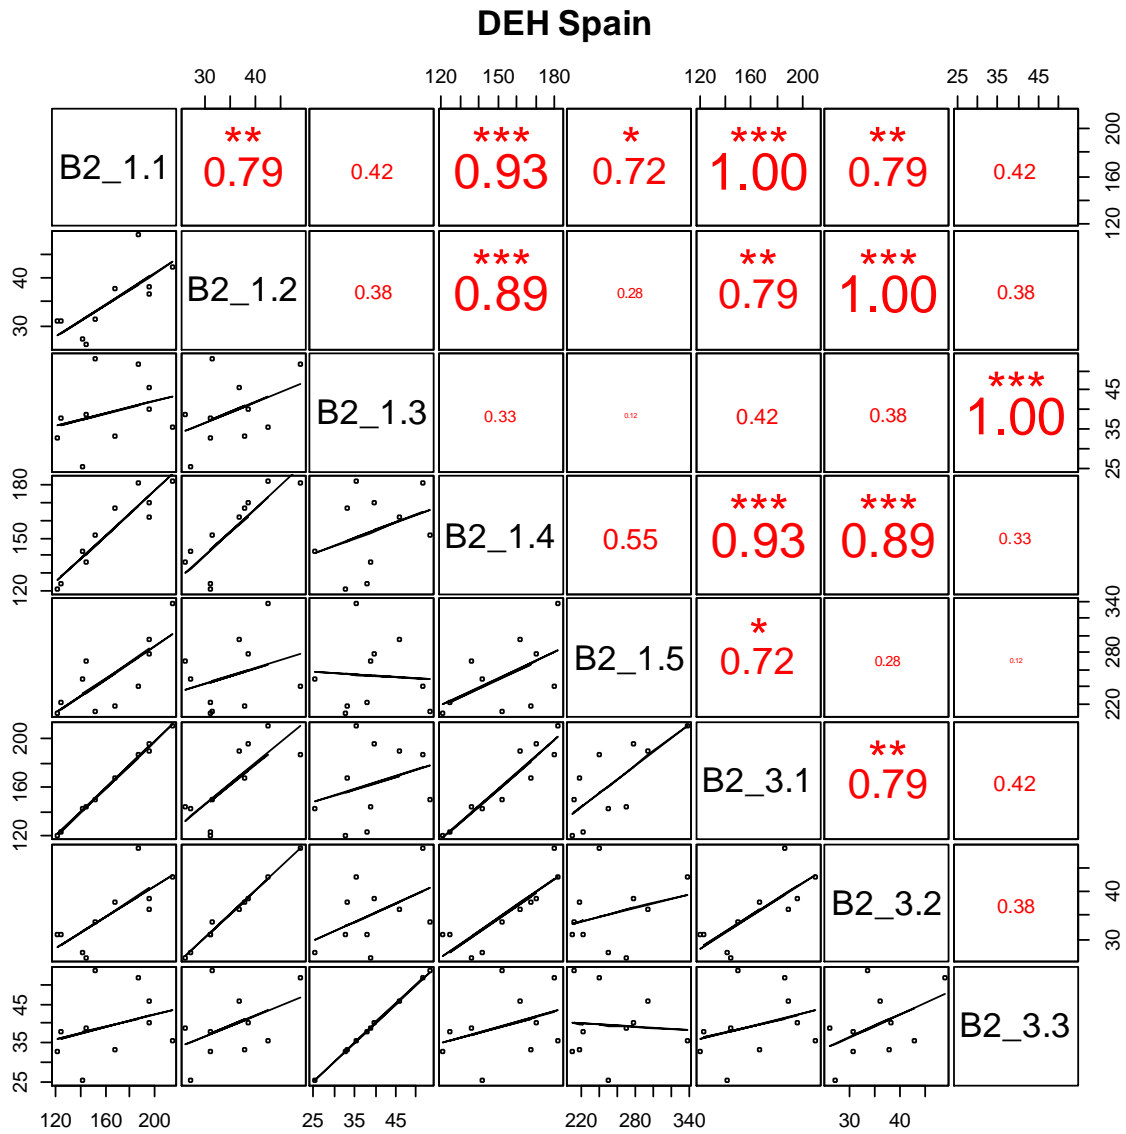 DEH Spain
30 40 120 150 180 120 160 200 25 35 45
** *** * *** **
B2_1.1 0.79 0.42 0.93 0.72 1.00 0.79 0.42
120 160 200
*** ** ***
B2_1.2 0.38 0.89 0.28 0.79 1.00 0.38
30 40
***
B2_1.3 0.33 0.12 0.42 0.38 1.00
25 35 45
*** ***
B2_1.4 0.55 0.93 0.89 0.33
120 150 180
*
B2_1.5 0.72 0.28 0.12
220 280 340
**
B2_3.1 0.79 0.42
120 160 200
B2_3.2 0.38
30 40
B2_3.3
25 35 45
120 160 200 25 35 45 220 280 340 30 40